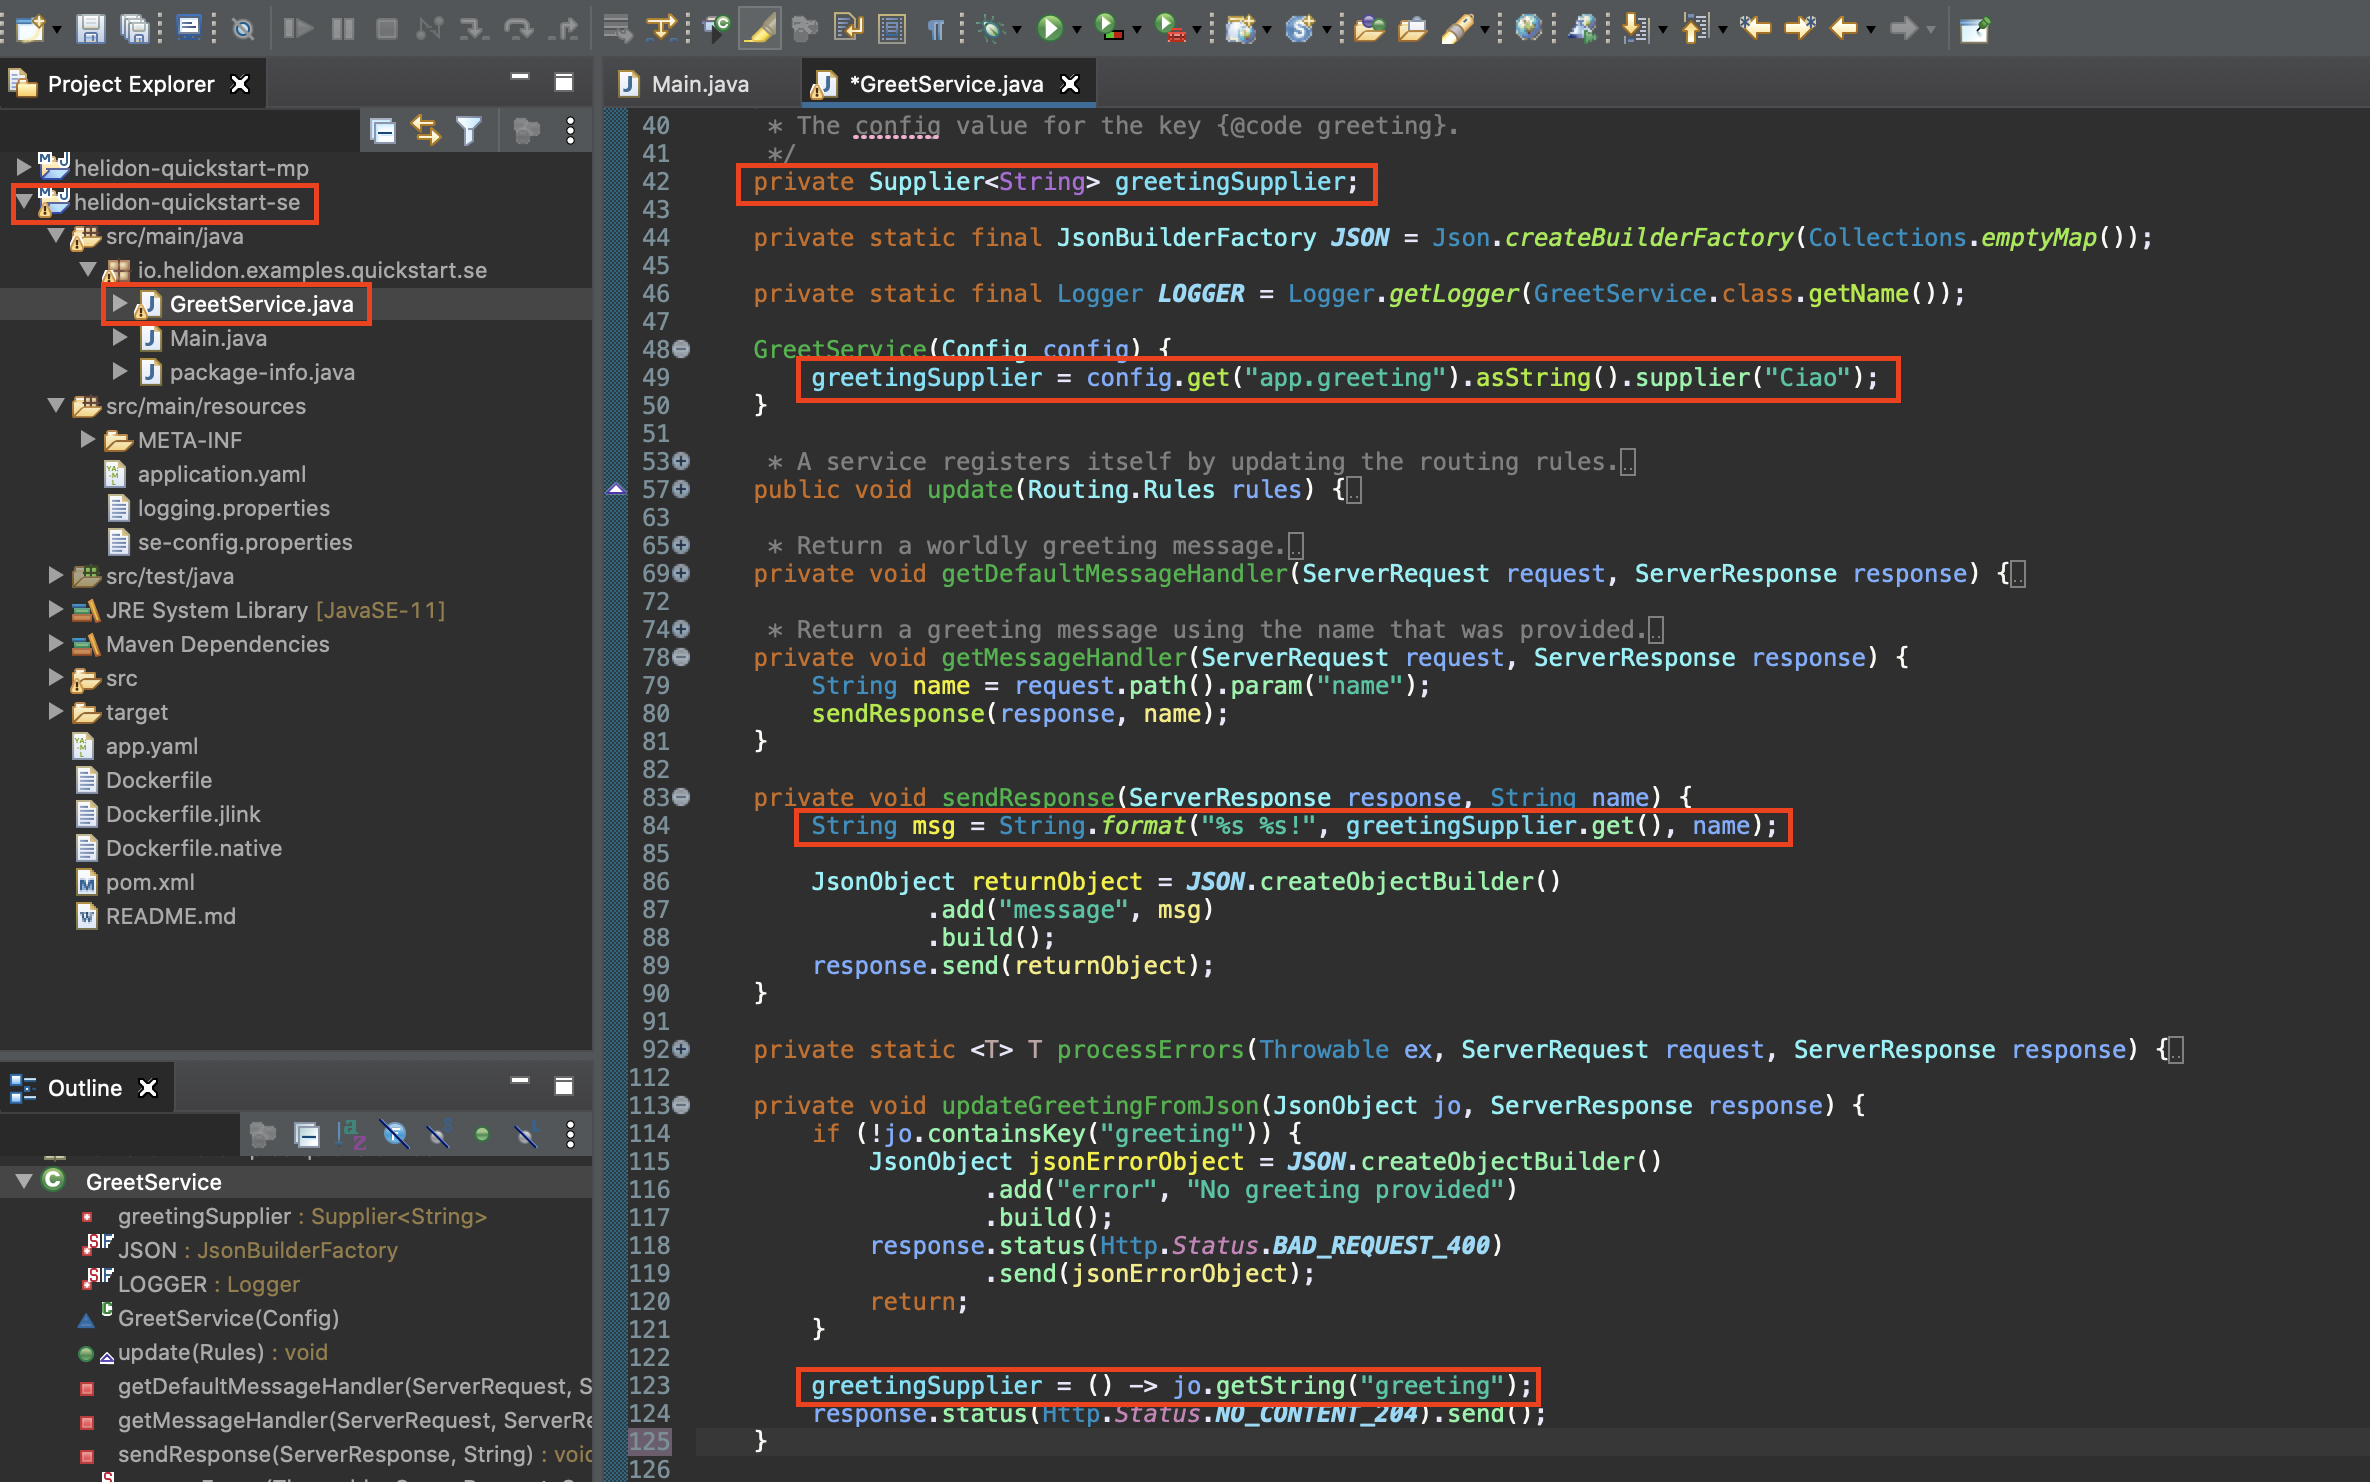 Project Explorer
helidon-quickstart-mp
helidon-quickstart-se
src/main/java
io.helidon.examples.quickstart.se
GreetService.java
Main.java
package-info.java
src/main/resources
META-INF
application.yaml
logging.properties
se-config.properties
src/test/java
JRE System Library [JavaSE-11]
Maven Dependencies
src
target
app.yaml
Dockerfile
Dockerfile.jlink
Dockerfile.native
pom.xml
README.md
Outline
GreetService
greetingSupplier : Supplier<String>
JSON : JsonBuilderFactory
LOGGER : Logger
GreetService(Config)
update(Rules) : void
getDefaultMessageHandler(ServerRequest, S
getMessageHandler(ServerRequest, ServerRe
sendResponse(ServerResponse, String) : void
Main.java
*GreetService.java
40 * The config value for the key {@code greeting}.
41 */
42 private Supplier<String> greetingSupplier;
43
44 private static final JsonBuilderFactory JSON = Json.createBuilderFactory(Collections.emptyMap());
45
46 private static final Logger LOGGER = Logger.getLogger(GreetService.class.getName());
47
48 GreetService(Config config) {
49 greetingSupplier = config.get("app.greeting").asString().supplier("Ciao");
50 }
51
53 * A service registers itself by updating the routing rules...
57 public void update(Routing.Rules rules) {..
63
65 * Return a worldly greeting message...
69 private void getDefaultMessageHandler(ServerRequest request, ServerResponse response) {..
72
74 * Return a greeting message using the name that was provided...
78 private void getMessageHandler(ServerRequest request, ServerResponse response) {
79 String name = request.path().param("name");
80 sendResponse(response, name);
81 }
82
83 private void sendResponse(ServerResponse response, String name) {
84 String msg = String.format("%s %s!", greetingSupplier.get(), name);
85
86 JsonObject returnObject = JSON.createObjectBuilder()
87 .add("message", msg)
88 .build();
89 response.send(returnObject);
90 }
91
92 private static <T> T processErrors(Throwable ex, ServerRequest request, ServerResponse response) {..
112
113 private void updateGreetingFromJson(JsonObject jo, ServerResponse response) {
114 if (!jo.containsKey("greeting")) {
115 JsonObject jsonErrorObject = JSON.createObjectBuilder()
116 .add("error", "No greeting provided")
117 .build();
118 response.status(Http.Status.BAD_REQUEST_400)
119 .send(jsonErrorObject);
120 return;
121 }
122
123 greetingSupplier = () -> jo.getString("greeting");
124 response.status(Http.Status.NO_CONTENT_204).send();
125 }
126